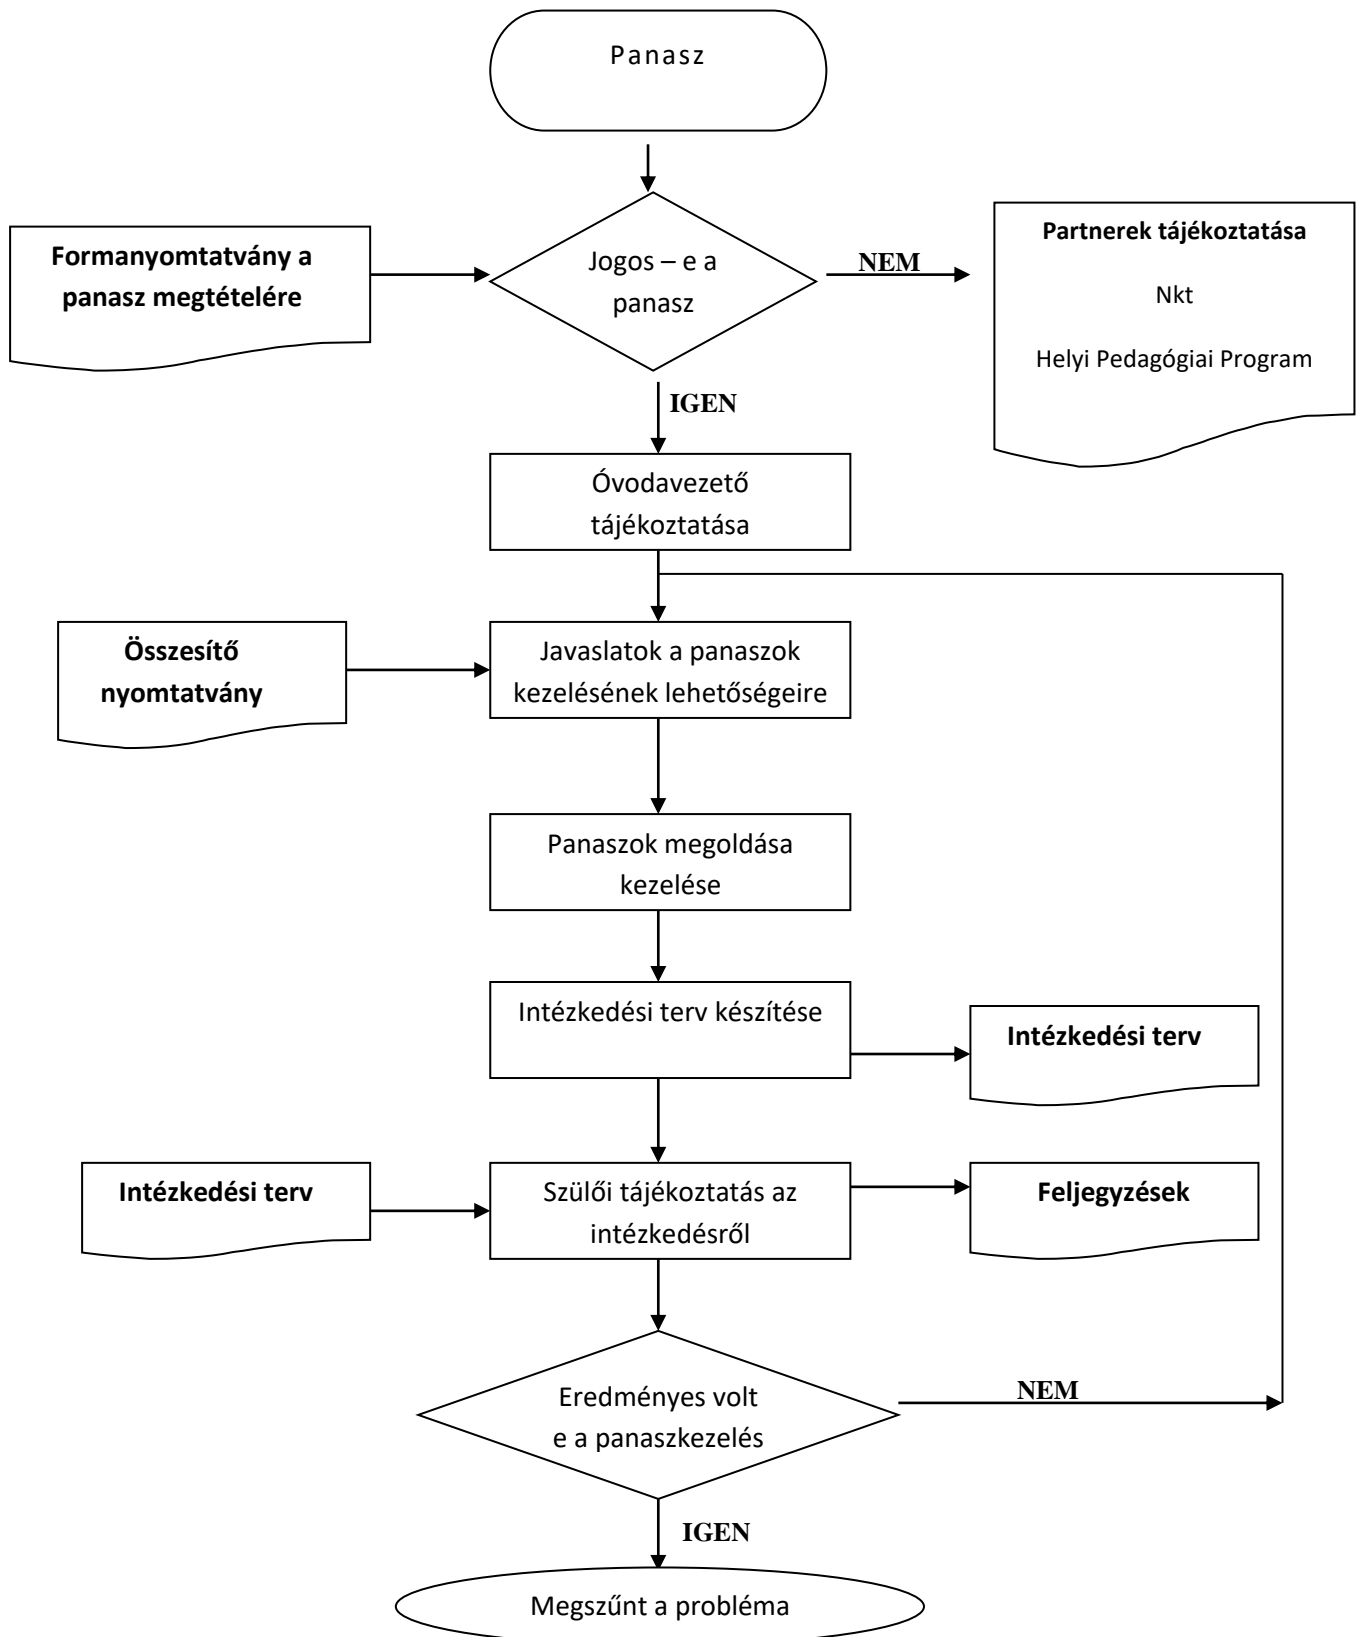 Panasz
Formanyomtatvány a
panasz megtételére
Jogos – e a
panasz
NEM
Partnerek tájékoztatása
Nkt
Helyi Pedagógiai Program
IGEN
Óvodavezető
tájékoztatása
Összesítő
nyomtatvány
Javaslatok a panaszok
kezelésének lehetőségeire
Panaszok megoldása
kezelése
Intézkedési terv készítése
Intézkedési terv
Intézkedési terv
Szülői tájékoztatás az
intézkedésről
Feljegyzések
Eredményes volt
e a panaszkezelés
NEM
IGEN
Megszűnt a probléma